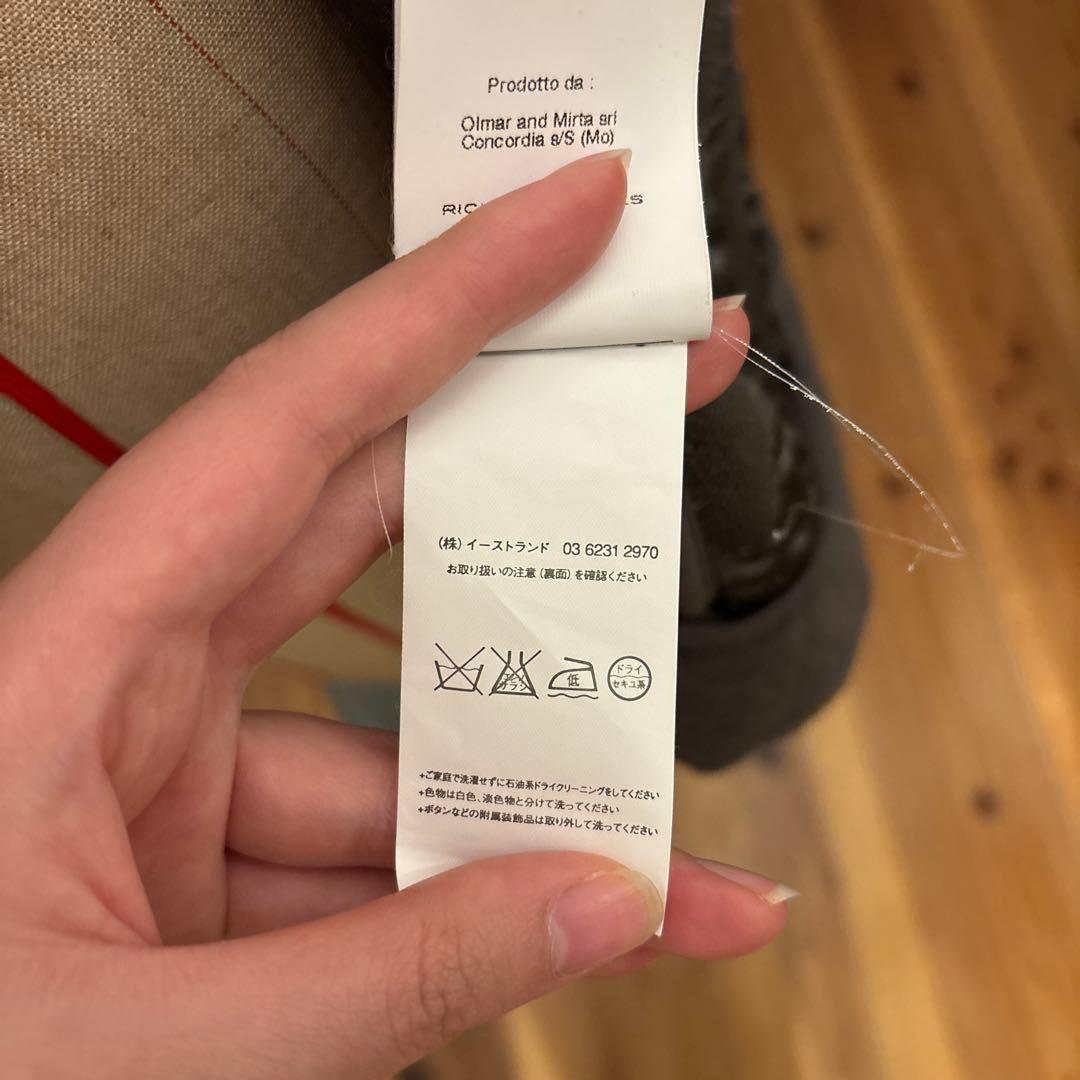 Prodotto da :
Olmar and Mirta srl
Concordia s/S (Mo)
(株) イーストランド 03 6231 2970
お取り扱いの注意 (裏面) を確認ください
低
ドライ
セキユ系
+ご家庭で洗濯せずに石油系ドライクリーニングをしてください
+色物は白色、淡色物と分けて洗ってください
+ボタンなどの附属装飾品は取り外して洗ってください